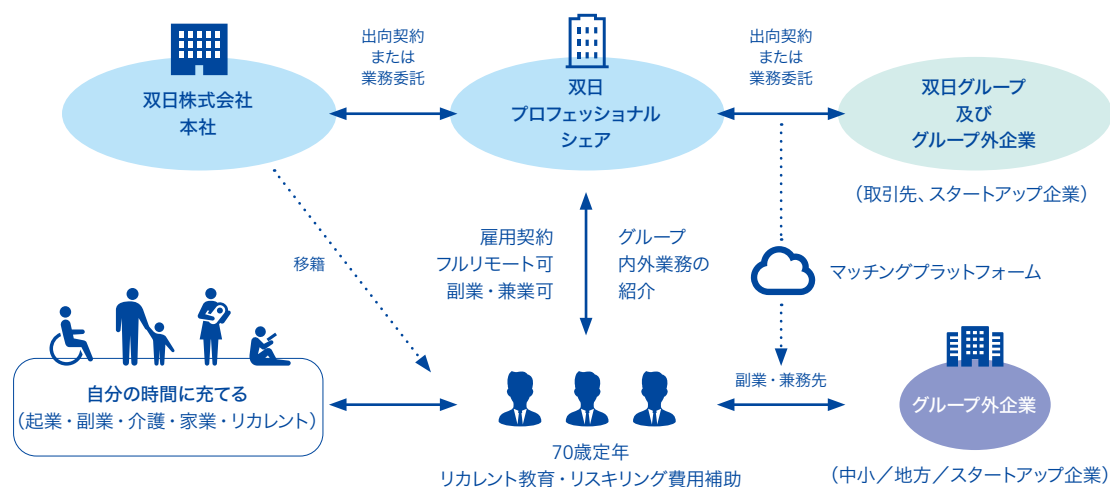 出向契約
または
業務委託
出向契約
または
業務委託
双日株式会社
本社
双日
プロフェッショナル
シェア
双日グループ
及び
グループ外企業
（取引先、スタートアップ企業）
移籍
雇用契約
フルリモート可
副業・兼業可
グループ
内外業務の
紹介
マッチングプラットフォーム
自分の時間に充てる
（起業・副業・介護・家業・リカレント）
副業・兼務先
グループ外企業
70歳定年
リカレント教育・リスキリング費用補助
（中小／地方／スタートアップ企業）